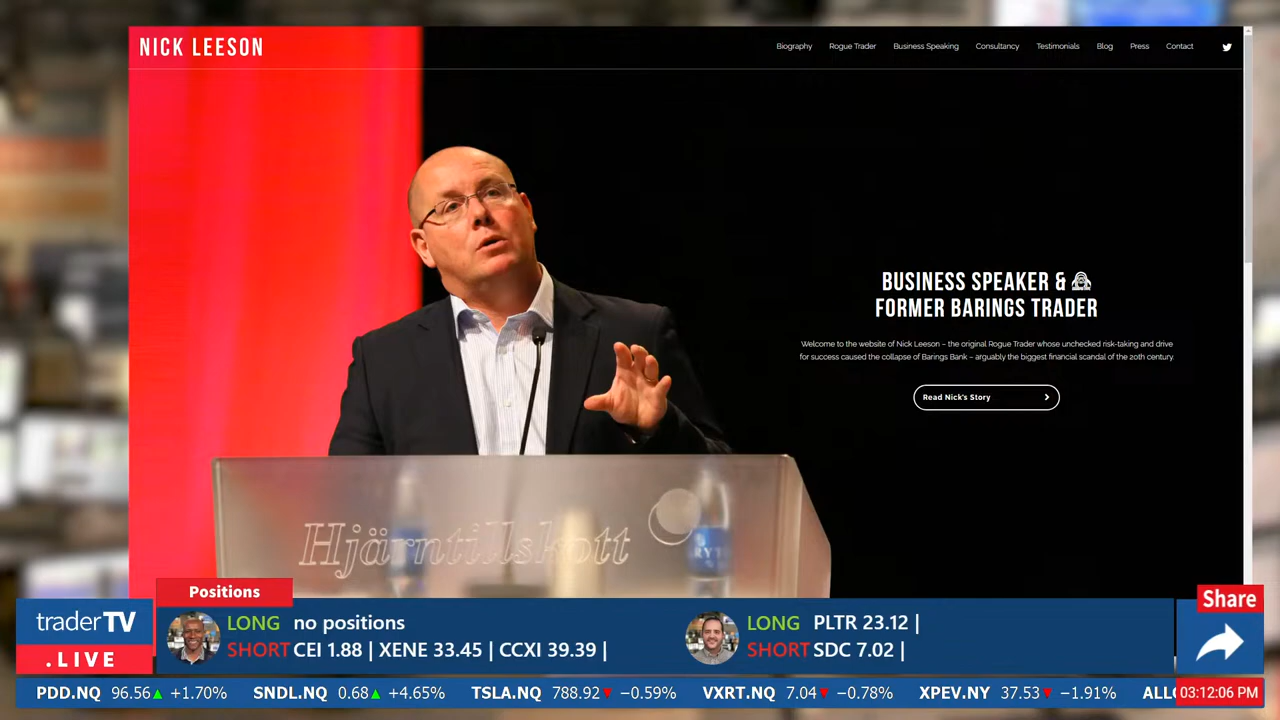 NICK LEESON
Biography Rogue Trader Business Speaking Consultancy Testimonials Blog Press Contact
BUSINESS SPEAKER &
FORMER BARINGS TRADER
Welcome to the website of Nick Leeson – the original Rogue Trader whose unchecked risk-taking and drive
for success caused the collapse of Barings Bank – arguably the biggest financial scandal of the 20th century.
Read Nick's Story
Hjärntillskott
Positions
Share
traderTV
.LIVE
LONG no positions
SHORT CEI 1.88 | XENE 33.45 | CCXI 39.39 |
LONG PLTR 23.12 |
SHORT SDC 7.02 |
PDD.NQ 96.56▲ +1.70% SNDL.NQ 0.68▲ +4.65% TSLA.NQ 788.92▼ −0.59% VXRT.NQ 7.04▼ −0.78% XPEV.NY 37.53▼ −1.91%
03:12:06 PM